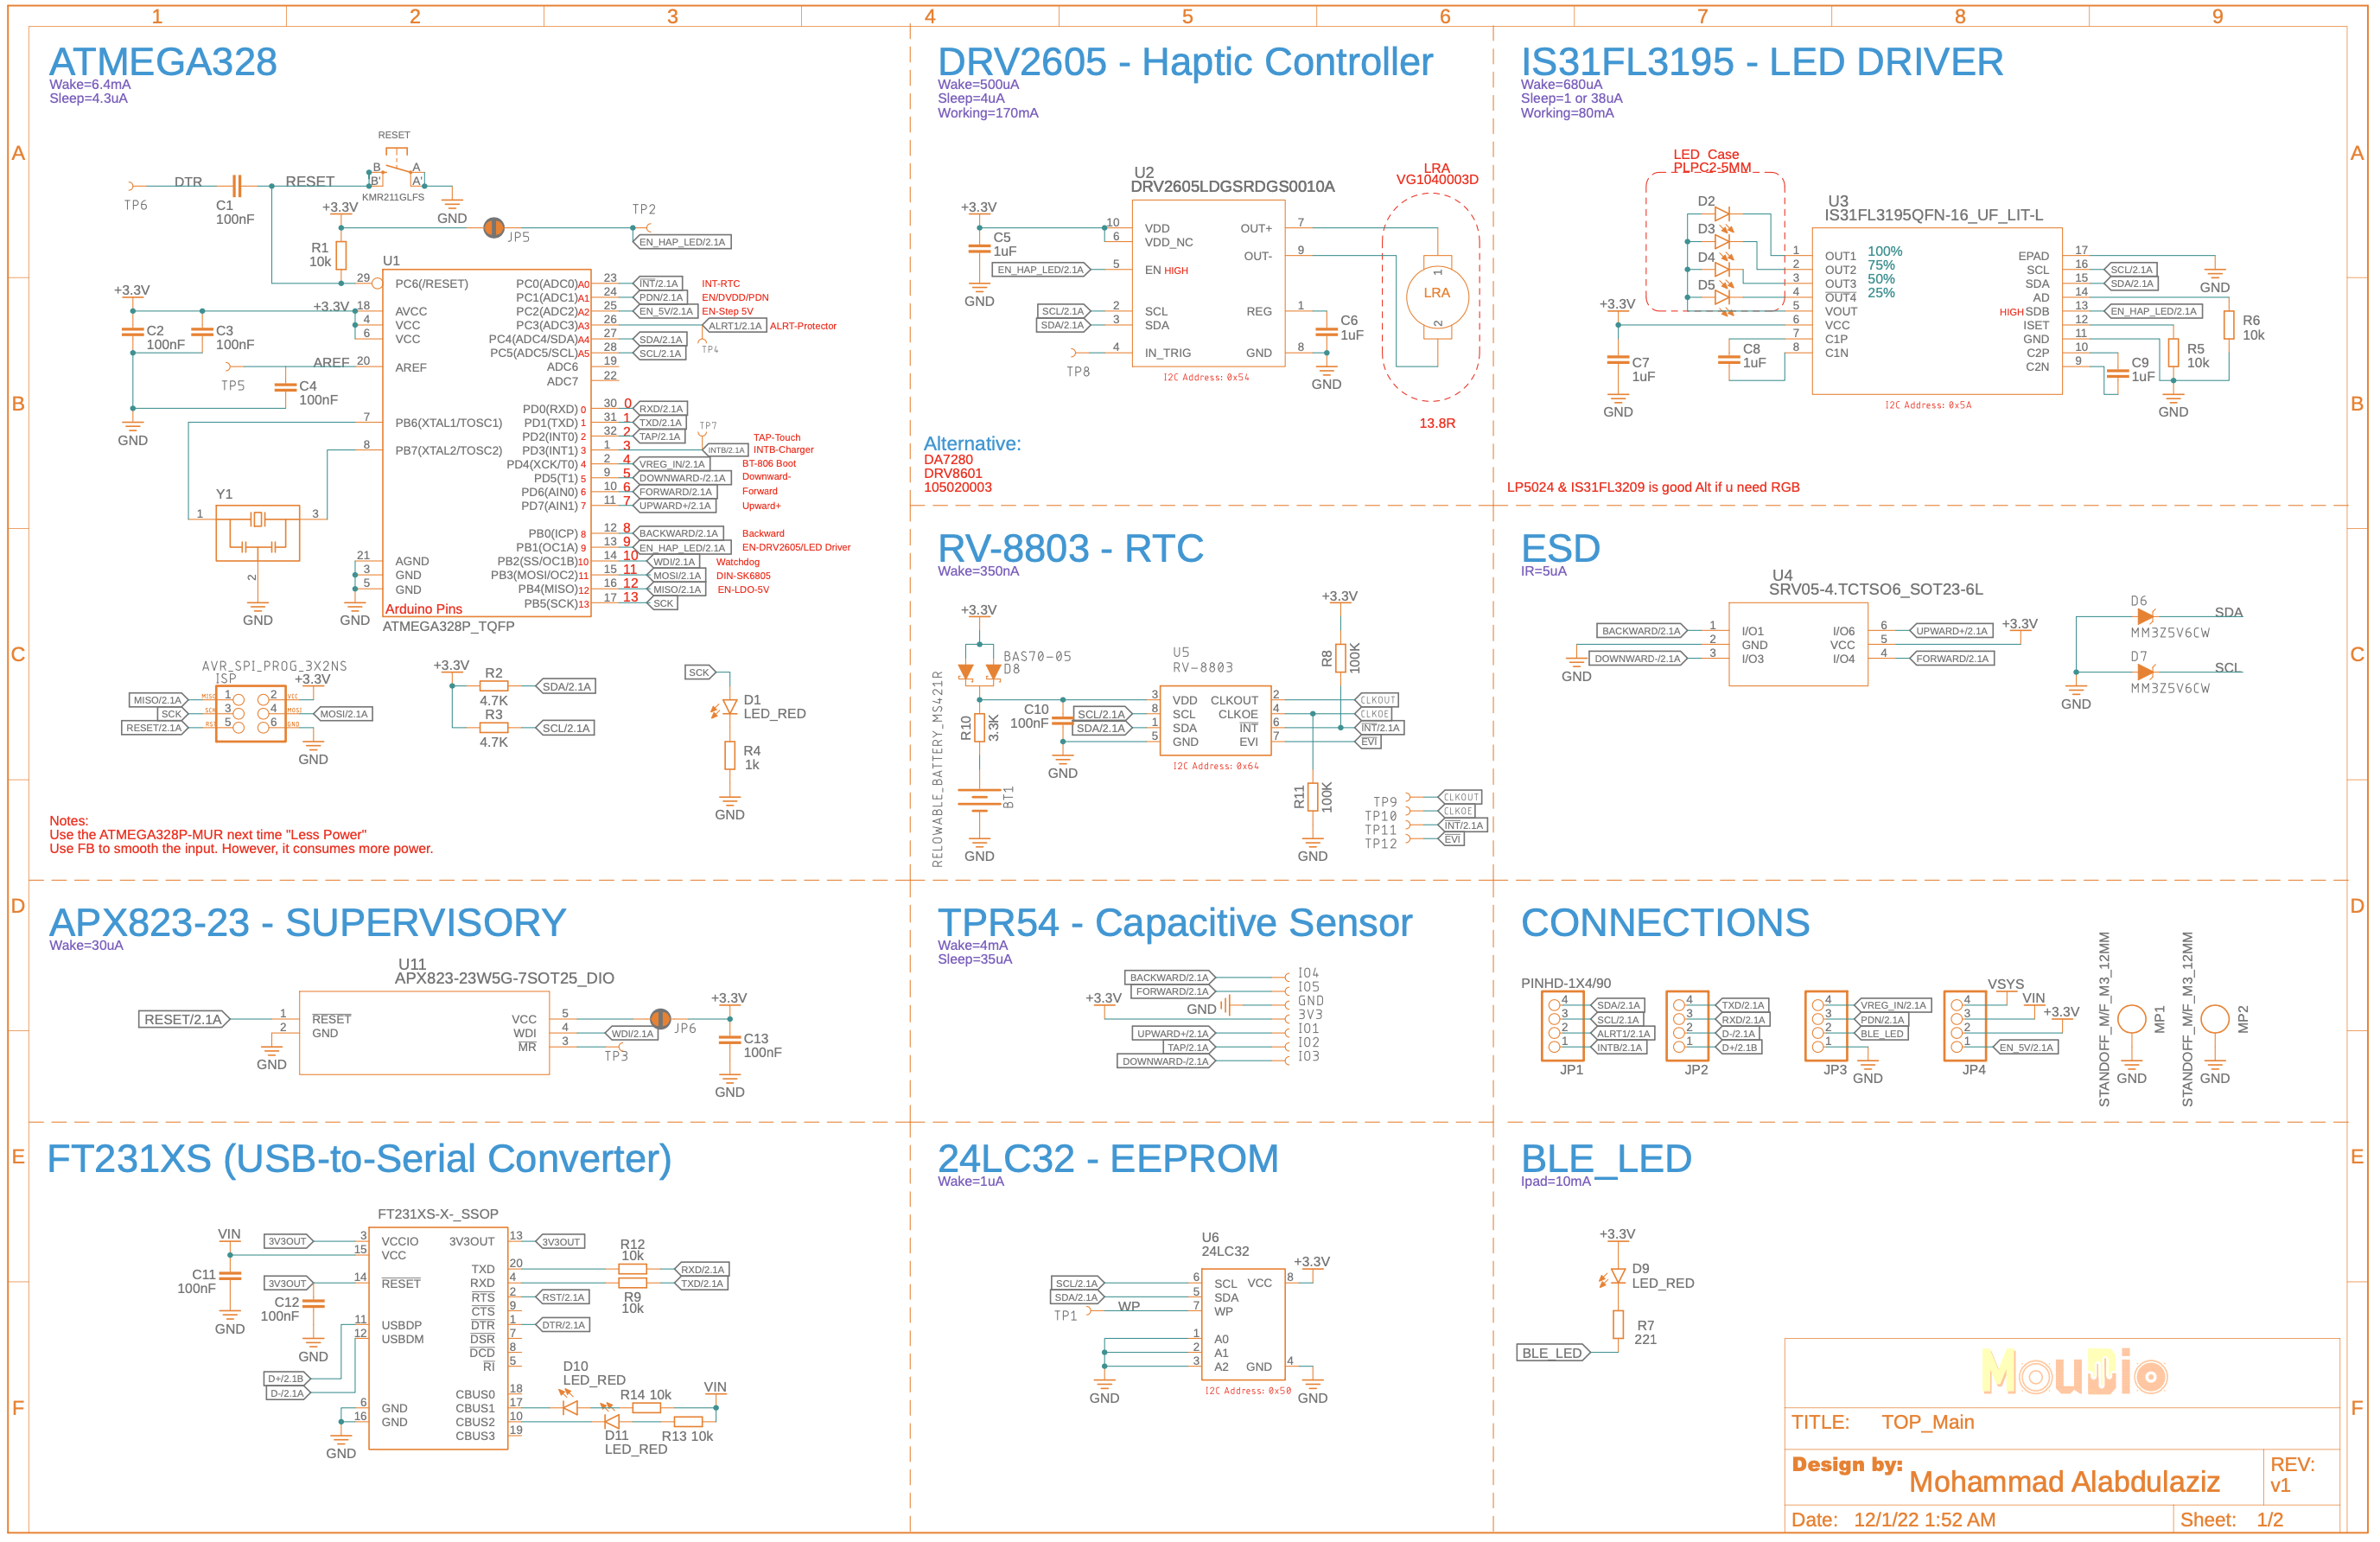 1 2 3 4 5 6 7 8 9
A A
B B
C C
D D
E E
F F
ATMEGA328
Wake=6.4mA
Sleep=4.3uA
RESET
B A
B' A'
KMR211GLFS
DTR
RESET
TP6
C1
100nF
GND
+3.3V
R1
10k
JP5
TP2
EN_HAP_LED/2.1A
U1
29 PC6(/RESET)
+3.3V
+3.3V 18 AVCC
4 VCC
6 VCC
C2
100nF
C3
100nF
AREF 20 AREF
TP5
C4
100nF
GND
7 PB6(XTAL1/TOSC1)
8 PB7(XTAL2/TOSC2)
Y1
1 3
2
GND
21 AGND
3 GND
5 GND
GND
Arduino Pins
ATMEGA328P_TQFP
PC0(ADC0)A0 23 INT/2.1A INT-RTC
PC1(ADC1)A1 24 PDN/2.1A EN/DVDD/PDN
PC2(ADC2)A2 25 EN_5V/2.1A EN-Step 5V
PC3(ADC3)A3 26 ALRT1/2.1A ALRT-Protector
PC4(ADC4/SDA)A4 27 SDA/2.1A
TP4
PC5(ADC5/SCL)A5 28 SCL/2.1A
ADC6 19
ADC7 22
PD0(RXD) 0 30 0 RXD/2.1A
PD1(TXD) 1 31 1 TXD/2.1A
TP7
PD2(INT0) 2 32 2 TAP/2.1A TAP-Touch
PD3(INT1) 3 1 3 INTB/2.1A INTB-Charger
PD4(XCK/T0) 4 2 4 VREG_IN/2.1A BT-806 Boot
PD5(T1) 5 9 5 DOWNWARD-/2.1A Downward-
PD6(AIN0) 6 10 6 FORWARD/2.1A Forward
PD7(AIN1) 7 11 7 UPWARD+/2.1A Upward+
PB0(ICP) 8 12 8 BACKWARD/2.1A Backward
PB1(OC1A) 9 13 9 EN_HAP_LED/2.1A EN-DRV2605/LED Driver
PB2(SS/OC1B)10 14 10 WDI/2.1A Watchdog
PB3(MOSI/OC2)11 15 11 MOSI/2.1A DIN-SK6805
PB4(MISO)12 16 12 MISO/2.1A EN-LDO-5V
PB5(SCK)13 17 13 SCK
AVR_SPI_PROG_3X2NS
ISP
+3.3V
MISO/2.1A MISO 1 2 VCC
SCK SCK 3 4 MOSI MOSI/2.1A
RESET/2.1A RST 5 6 GND
GND
+3.3V
R2
4.7K
SDA/2.1A
R3
4.7K
SCL/2.1A
SCK
D1
LED_RED
R4
1k
GND
Notes:
Use the ATMEGA328P-MUR next time "Less Power"
Use FB to smooth the input. However, it consumes more power.
DRV2605 - Haptic Controller
Wake=500uA
Sleep=4uA
Working=170mA
U2
DRV2605LDGSRDGS0010A
+3.3V
C5
1uF
GND
10 VDD
6 VDD_NC
EN_HAP_LED/2.1A 5 EN HIGH
SCL/2.1A 2 SCL
SDA/2.1A 3 SDA
TP8 4 IN_TRIG
OUT+ 7
OUT- 9
REG 1
GND 8
C6
1uF
GND
I2C Address: 0x54
LRA
VG1040003D
1
LRA
2
13.8R
Alternative:
DA7280
DRV8601
105020003
IS31FL3195 - LED DRIVER
Wake=680uA
Sleep=1 or 38uA
Working=80mA
LED Case
PLPC2-5MM
D2
D3
D4
D5
U3
IS31FL3195QFN-16_UF_LIT-L
1 OUT1 100%
2 OUT2 75%
3 OUT3 50%
4 OUT4 25%
5 VOUT
6 VCC
7 C1P
8 C1N
+3.3V
C7
1uF
GND
C8
1uF
EPAD 17
SCL 16 SCL/2.1A
SDA 15 SDA/2.1A
AD 14
HIGH SDB 13 EN_HAP_LED/2.1A
ISET 12
GND 11
C2P 10
C2N 9
GND
R6
10k
R5
10k
C9
1uF
GND
I2C Address: 0x5A
LP5024 & IS31FL3209 is good Alt if u need RGB
RV-8803 - RTC
Wake=350nA
+3.3V
BAS70-05
D8
RELOWABLE_BATTERY_MS421R
R10
3.3K
BT1
GND
C10
100nF
GND
U5
RV-8803
3 VDD
SCL/2.1A 8 SCL
SDA/2.1A 1 SDA
5 GND
CLKOUT 2 CLKOUT
CLKOE 4 CLKOE
INT 6 INT/2.1A
EVI 7 EVI
I2C Address: 0x64
+3.3V
R8
100K
R11
100K
GND
TP9 CLKOUT
TP10 CLKOE
TP11 INT/2.1A
TP12 EVI
ESD
IR=5uA
U4
SRV05-4.TCTSO6_SOT23-6L
BACKWARD/2.1A 1 I/O1
2 GND
DOWNWARD-/2.1A 3 I/O3
GND
I/O6 6 UPWARD+/2.1A
VCC 5 +3.3V
I/O4 4 FORWARD/2.1A
D6 SDA
MM3Z5V6CW
D7 SCL
MM3Z5V6CW
GND
APX823-23 - SUPERVISORY
Wake=30uA
U11
APX823-23W5G-7SOT25_DIO
RESET/2.1A 1 RESET
2 GND
GND
VCC 5
WDI 4 WDI/2.1A
MR 3 TP3
JP6
+3.3V
C13
100nF
GND
TPR54 - Capacitive Sensor
Wake=4mA
Sleep=35uA
BACKWARD/2.1A IO4
FORWARD/2.1A IO5
+3.3V GND GND
3V3
UPWARD+/2.1A IO1
TAP/2.1A IO2
DOWNWARD-/2.1A IO3
CONNECTIONS
PINHD-1X4/90
4 SDA/2.1A
3 SCL/2.1A
2 ALRT1/2.1A
1 INTB/2.1A
JP1
4 TXD/2.1A
3 RXD/2.1A
2 D-/2.1A
1 D+/2.1B
JP2
4 VREG_IN/2.1A
3 PDN/2.1A
2 BLE_LED
1
JP3 GND
VSYS
4 VIN
3 +3.3V
2
1 EN_5V/2.1A
JP4
STANDOFF_M/F_M3_12MM
MP1
GND
STANDOFF_M/F_M3_12MM
MP2
GND
FT231XS (USB-to-Serial Converter)
FT231XS-X-_SSOP
VIN
C11
100nF
GND
3V3OUT 3 VCCIO
15 VCC
3V3OUT 14 RESET
C12
100nF
GND
11 USBDP
12 USBDM
D+/2.1B
D-/2.1A
6 GND
16 GND
GND
3V3OUT 13 3V3OUT
TXD 20
RXD 4
RTS 2 RST/2.1A
CTS 9
DTR 1 DTR/2.1A
DSR 7
DCD 8
RI 5
CBUS0 18
CBUS1 17
CBUS2 10
CBUS3 19
R12
10k
RXD/2.1A
TXD/2.1A
R9
10k
D10
LED_RED
R14 10k
VIN
D11
LED_RED
R13 10k
24LC32 - EEPROM
Wake=1uA
U6
24LC32
SCL/2.1A 6 SCL
SDA/2.1A 5 SDA
TP1 WP 7 WP
1 A0
2 A1
3 A2
GND
VCC 8 +3.3V
GND 4
GND
I2C Address: 0x50
BLE_LED
Ipad=10mA
+3.3V
D9
LED_RED
R7
221
BLE_LED
MouDio
TITLE: TOP_Main
Design by: Mohammad Alabdulaziz
REV:
v1
Date: 12/1/22 1:52 AM
Sheet: 1/2